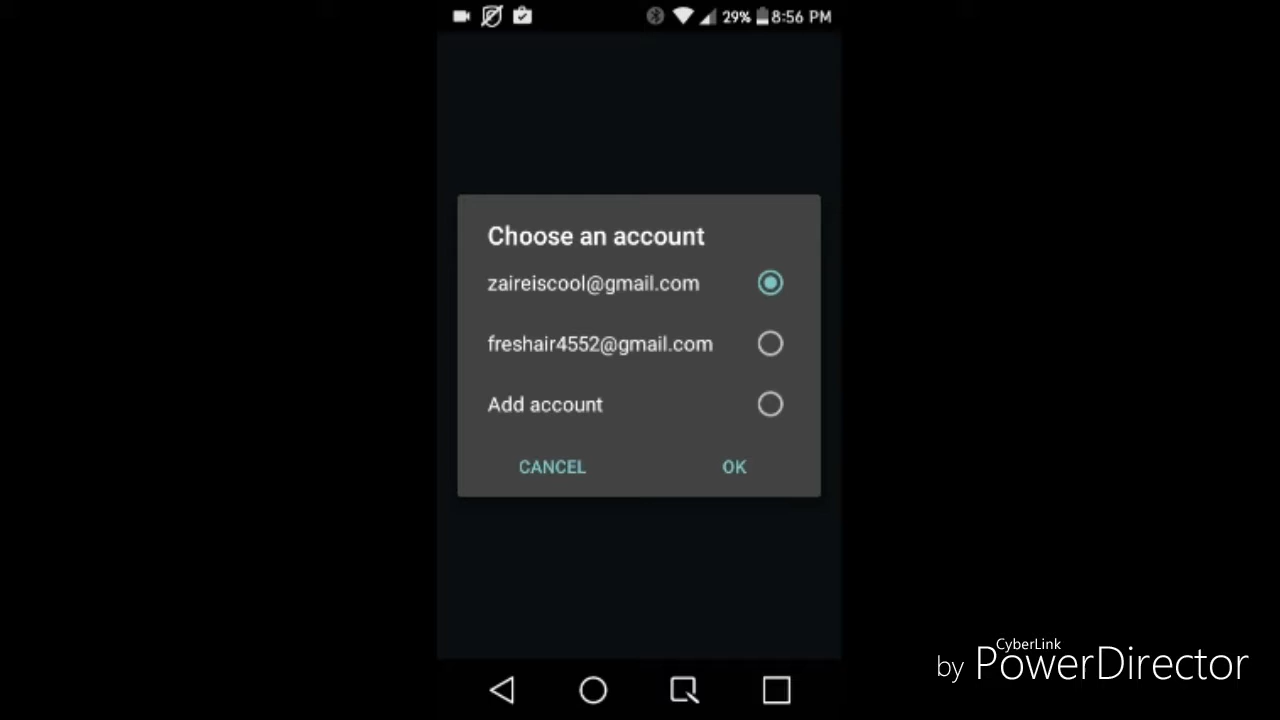 29% 8:56 PM
Choose an account
zaireiscool@gmail.com
freshair4552@gmail.com
Add account
CANCEL OK
CyberLink
by PowerDirector